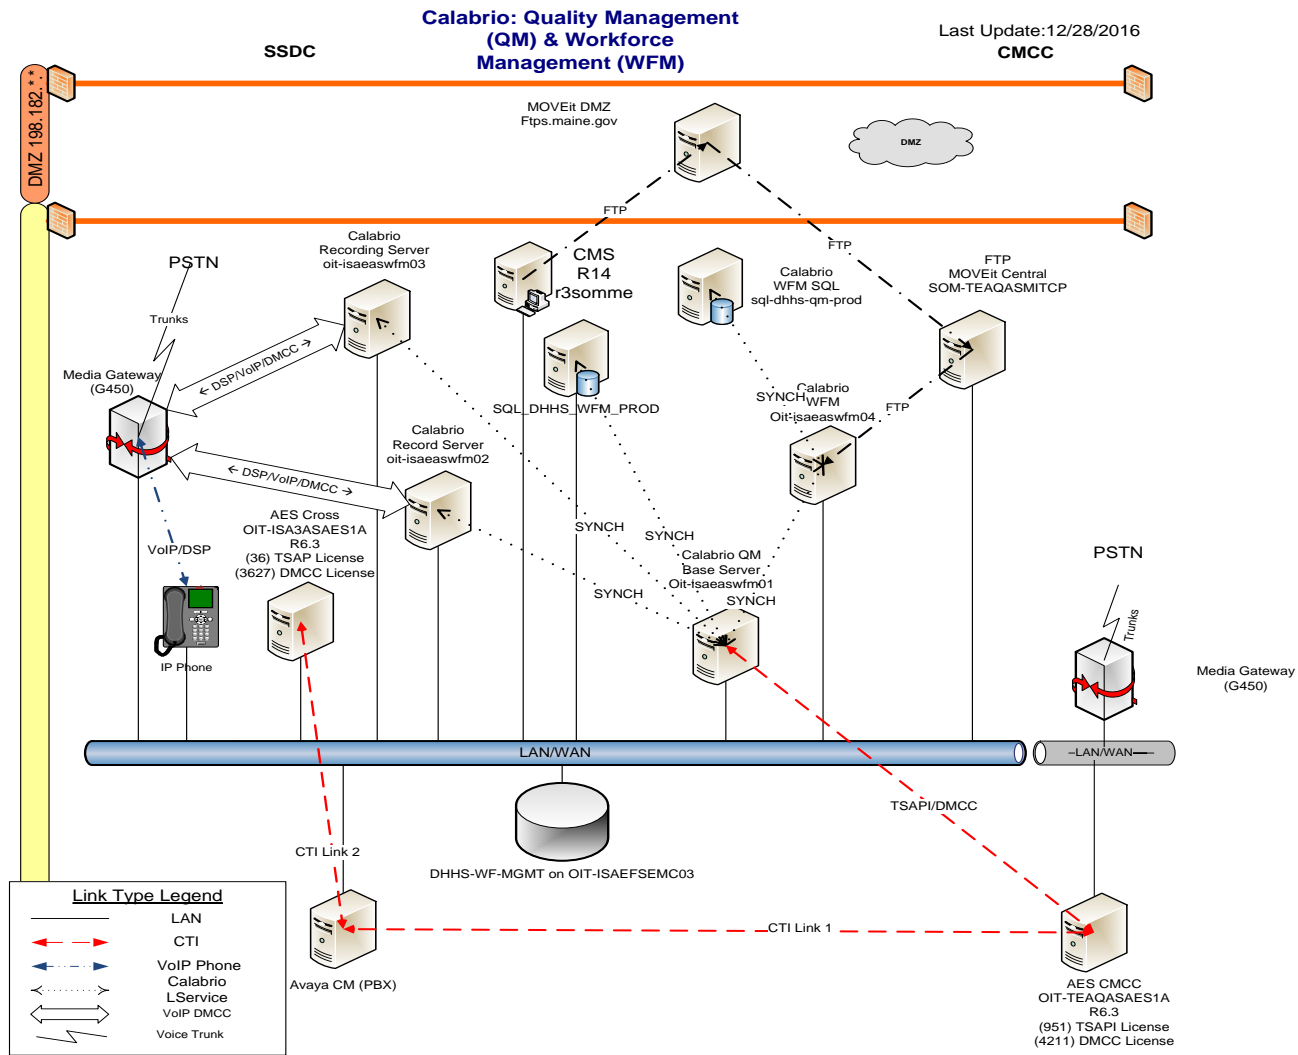 Calabrio: Quality Management
(QM) & Workforce
Management (WFM)
Last Update:12/28/2016
SSDC
CMCC
DMZ 198.182.*.*
MOVEit DMZ
Ftps.maine.gov
DMZ
FTP
FTP
Calabrio
Recording Server
oit-isaeaswfm03
PSTN
Trunks
CMS
R14
r3somme
Calabrio
WFM SQL
sql-dhhs-qm-prod
FTP
MOVEit Central
SOM-TEAQASMITCP
← DSP/VoIP/DMCC →
Media Gateway
(G450)
SQL_DHHS_WFM_PROD
SYNCH
Calabrio
WFM
Oit-isaeaswfm04
FTP
Calabrio
Record Server
oit-isaeaswfm02
← DSP/VoIP/DMCC →
AES Cross
OIT-ISA3ASAES1A
R6.3
(36) TSAP License
(3627) DMCC License
VoIP/DSP
IP Phone
SYNCH
SYNCH
SYNCH
Calabrio QM
Base Server
Oit-isaeaswfm01
SYNCH
PSTN
Trunks
Media Gateway
(G450)
LAN/WAN
LAN/WAN
TSAPI/DMCC
CTI Link 2
DHHS-WF-MGMT on OIT-ISAEFSEMC03
CTI Link 1
Avaya CM (PBX)
AES CMCC
OIT-TEAQASAES1A
R6.3
(951) TSAPI License
(4211) DMCC License
Link Type Legend
LAN
CTI
VoIP Phone
Calabrio
LService
VoIP DMCC
Voice Trunk